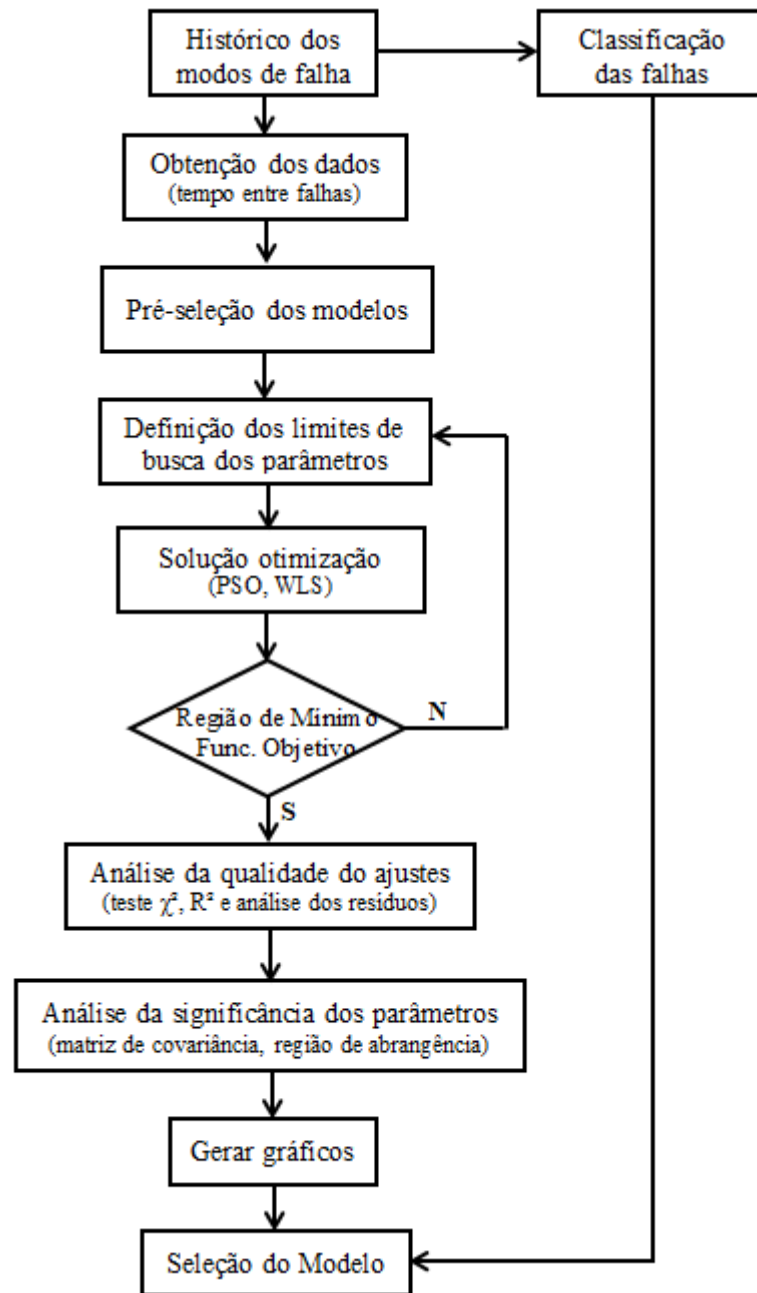 Histórico dos
modos de falha
Classificação
das falhas
Obtenção dos dados
(tempo entre falhas)
Pré-seleção dos modelos
Definição dos limites de
busca dos parâmetros
Solução otimização
(PSO, WLS)
Região de Mínimo
Func. Objetivo
N
S
Análise da qualidade do ajustes
(teste χ², R² e análise dos resíduos)
Análise da significância dos parâmetros
(matriz de covariância, região de abrangência)
Gerar gráficos
Seleção do Modelo